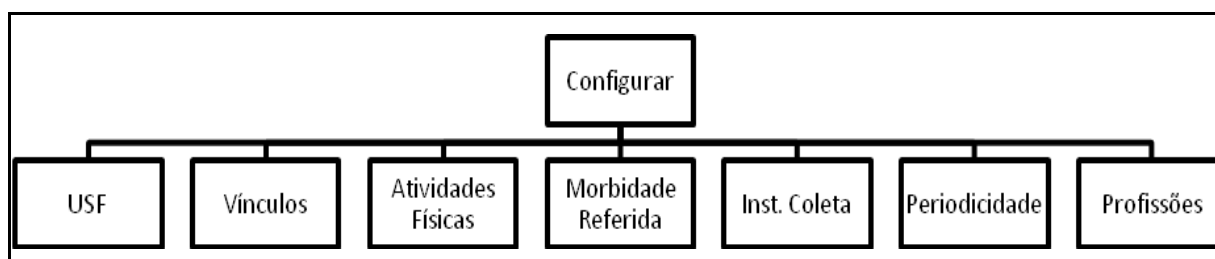 Configurar
USF
Vínculos
Atividades
Físicas
Morbidade
Referida
Inst. Coleta
Periodicidade
Profissões